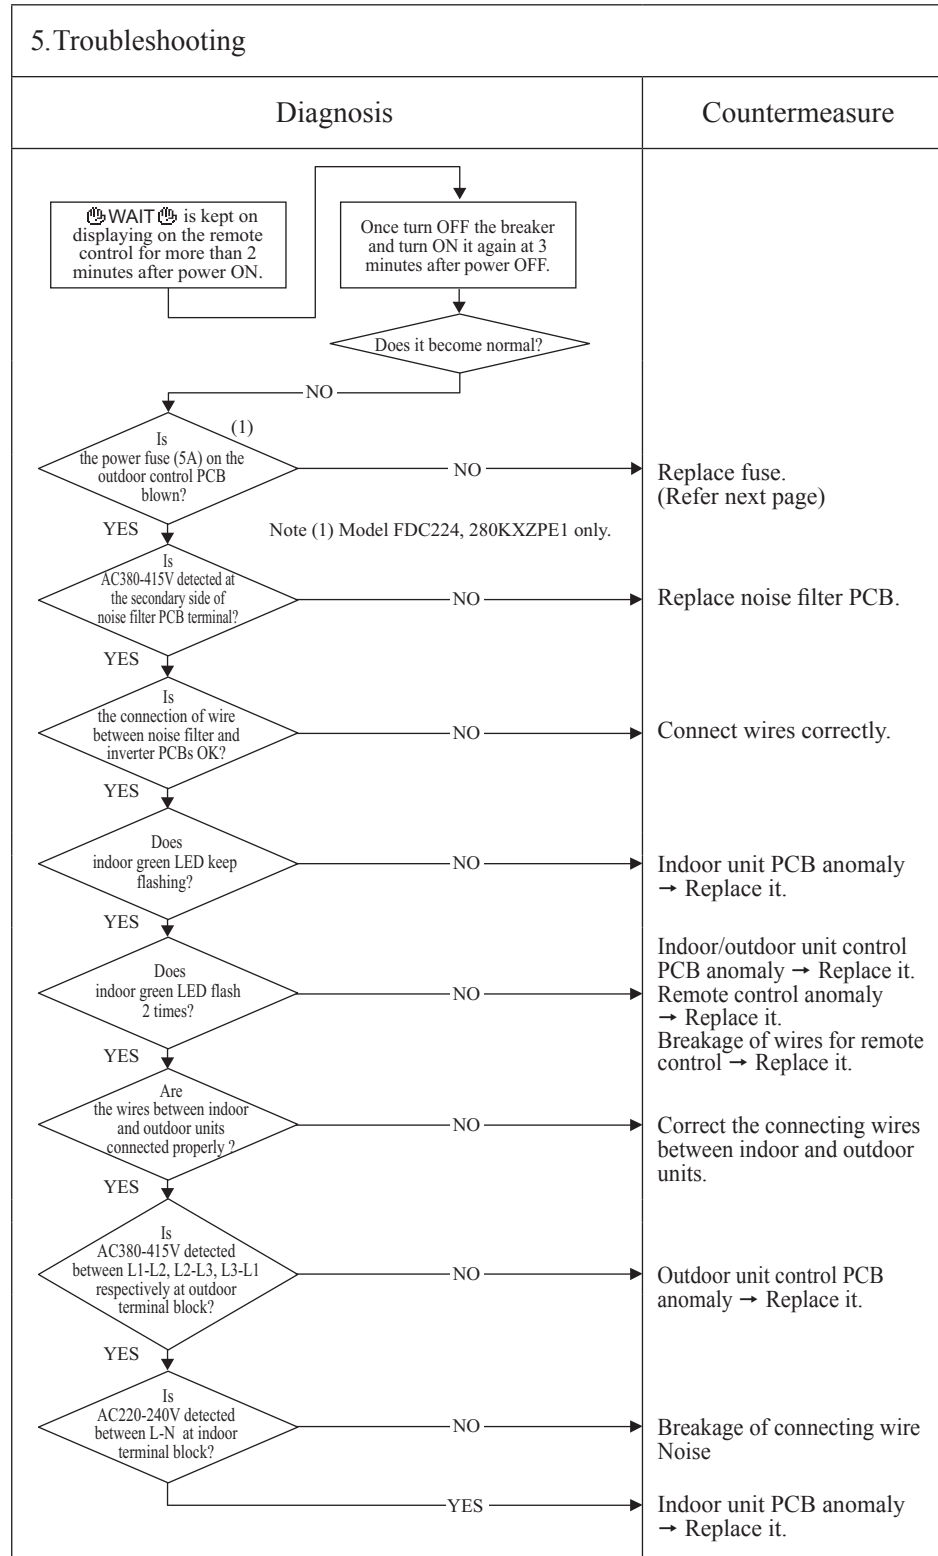 5.Troubleshooting
Diagnosis
Countermeasure
WAIT is kept on
displaying on the remote
control for more than 2
minutes after power ON.
Once turn OFF the breaker
and turn ON it again at 3
minutes after power OFF.
Does it become normal?
NO
(1)
Is
the power fuse (5A) on the
outdoor control PCB
blown?
NO
Replace fuse.
(Refer next page)
YES
Note (1) Model FDC224, 280KXZPE1 only.
Is
AC380-415V detected at
the secondary side of
noise filter PCB terminal?
NO
Replace noise filter PCB.
YES
Is
the connection of wire
between noise filter and
inverter PCBs OK?
NO
Connect wires correctly.
YES
Does
indoor green LED keep
flashing?
NO
Indoor unit PCB anomaly
→ Replace it.
YES
Does
indoor green LED flash
2 times?
NO
Indoor/outdoor unit control
PCB anomaly → Replace it.
Remote control anomaly
→ Replace it.
Breakage of wires for remote
control → Replace it.
YES
Are
the wires between indoor
and outdoor units
connected properly ?
NO
Correct the connecting wires
between indoor and outdoor
units.
YES
Is
AC380-415V detected
between L1-L2, L2-L3, L3-L1
respectively at outdoor
terminal block?
NO
Outdoor unit control PCB
anomaly → Replace it.
YES
Is
AC220-240V detected
between L-N at indoor
terminal block?
NO
Breakage of connecting wire
Noise
YES
Indoor unit PCB anomaly
→ Replace it.